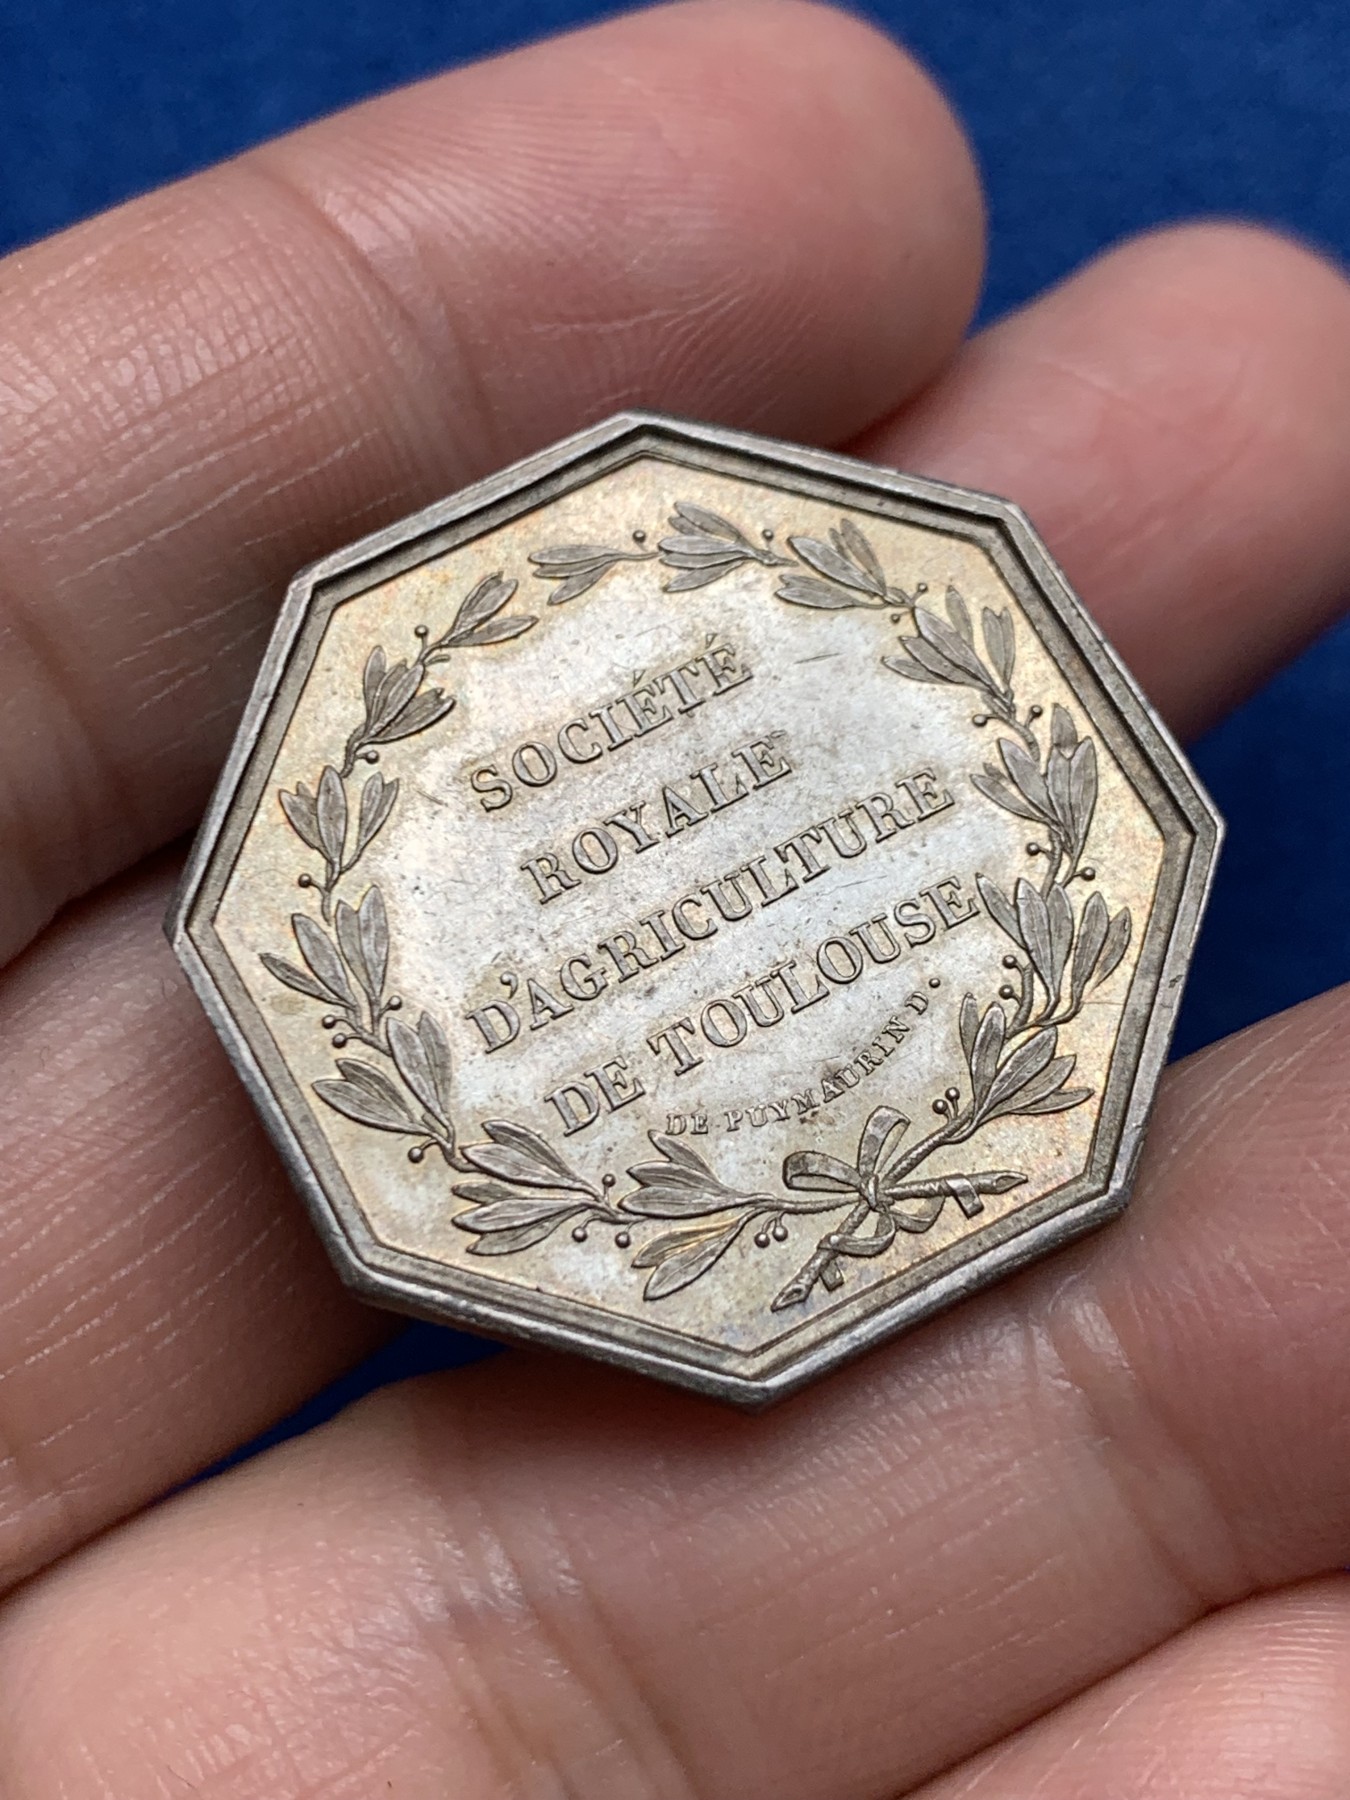 SOCIÉTÉ
ROYALE
D'AGRICULTURE
DE TOULOUSE
DE PUYMAURIN D.